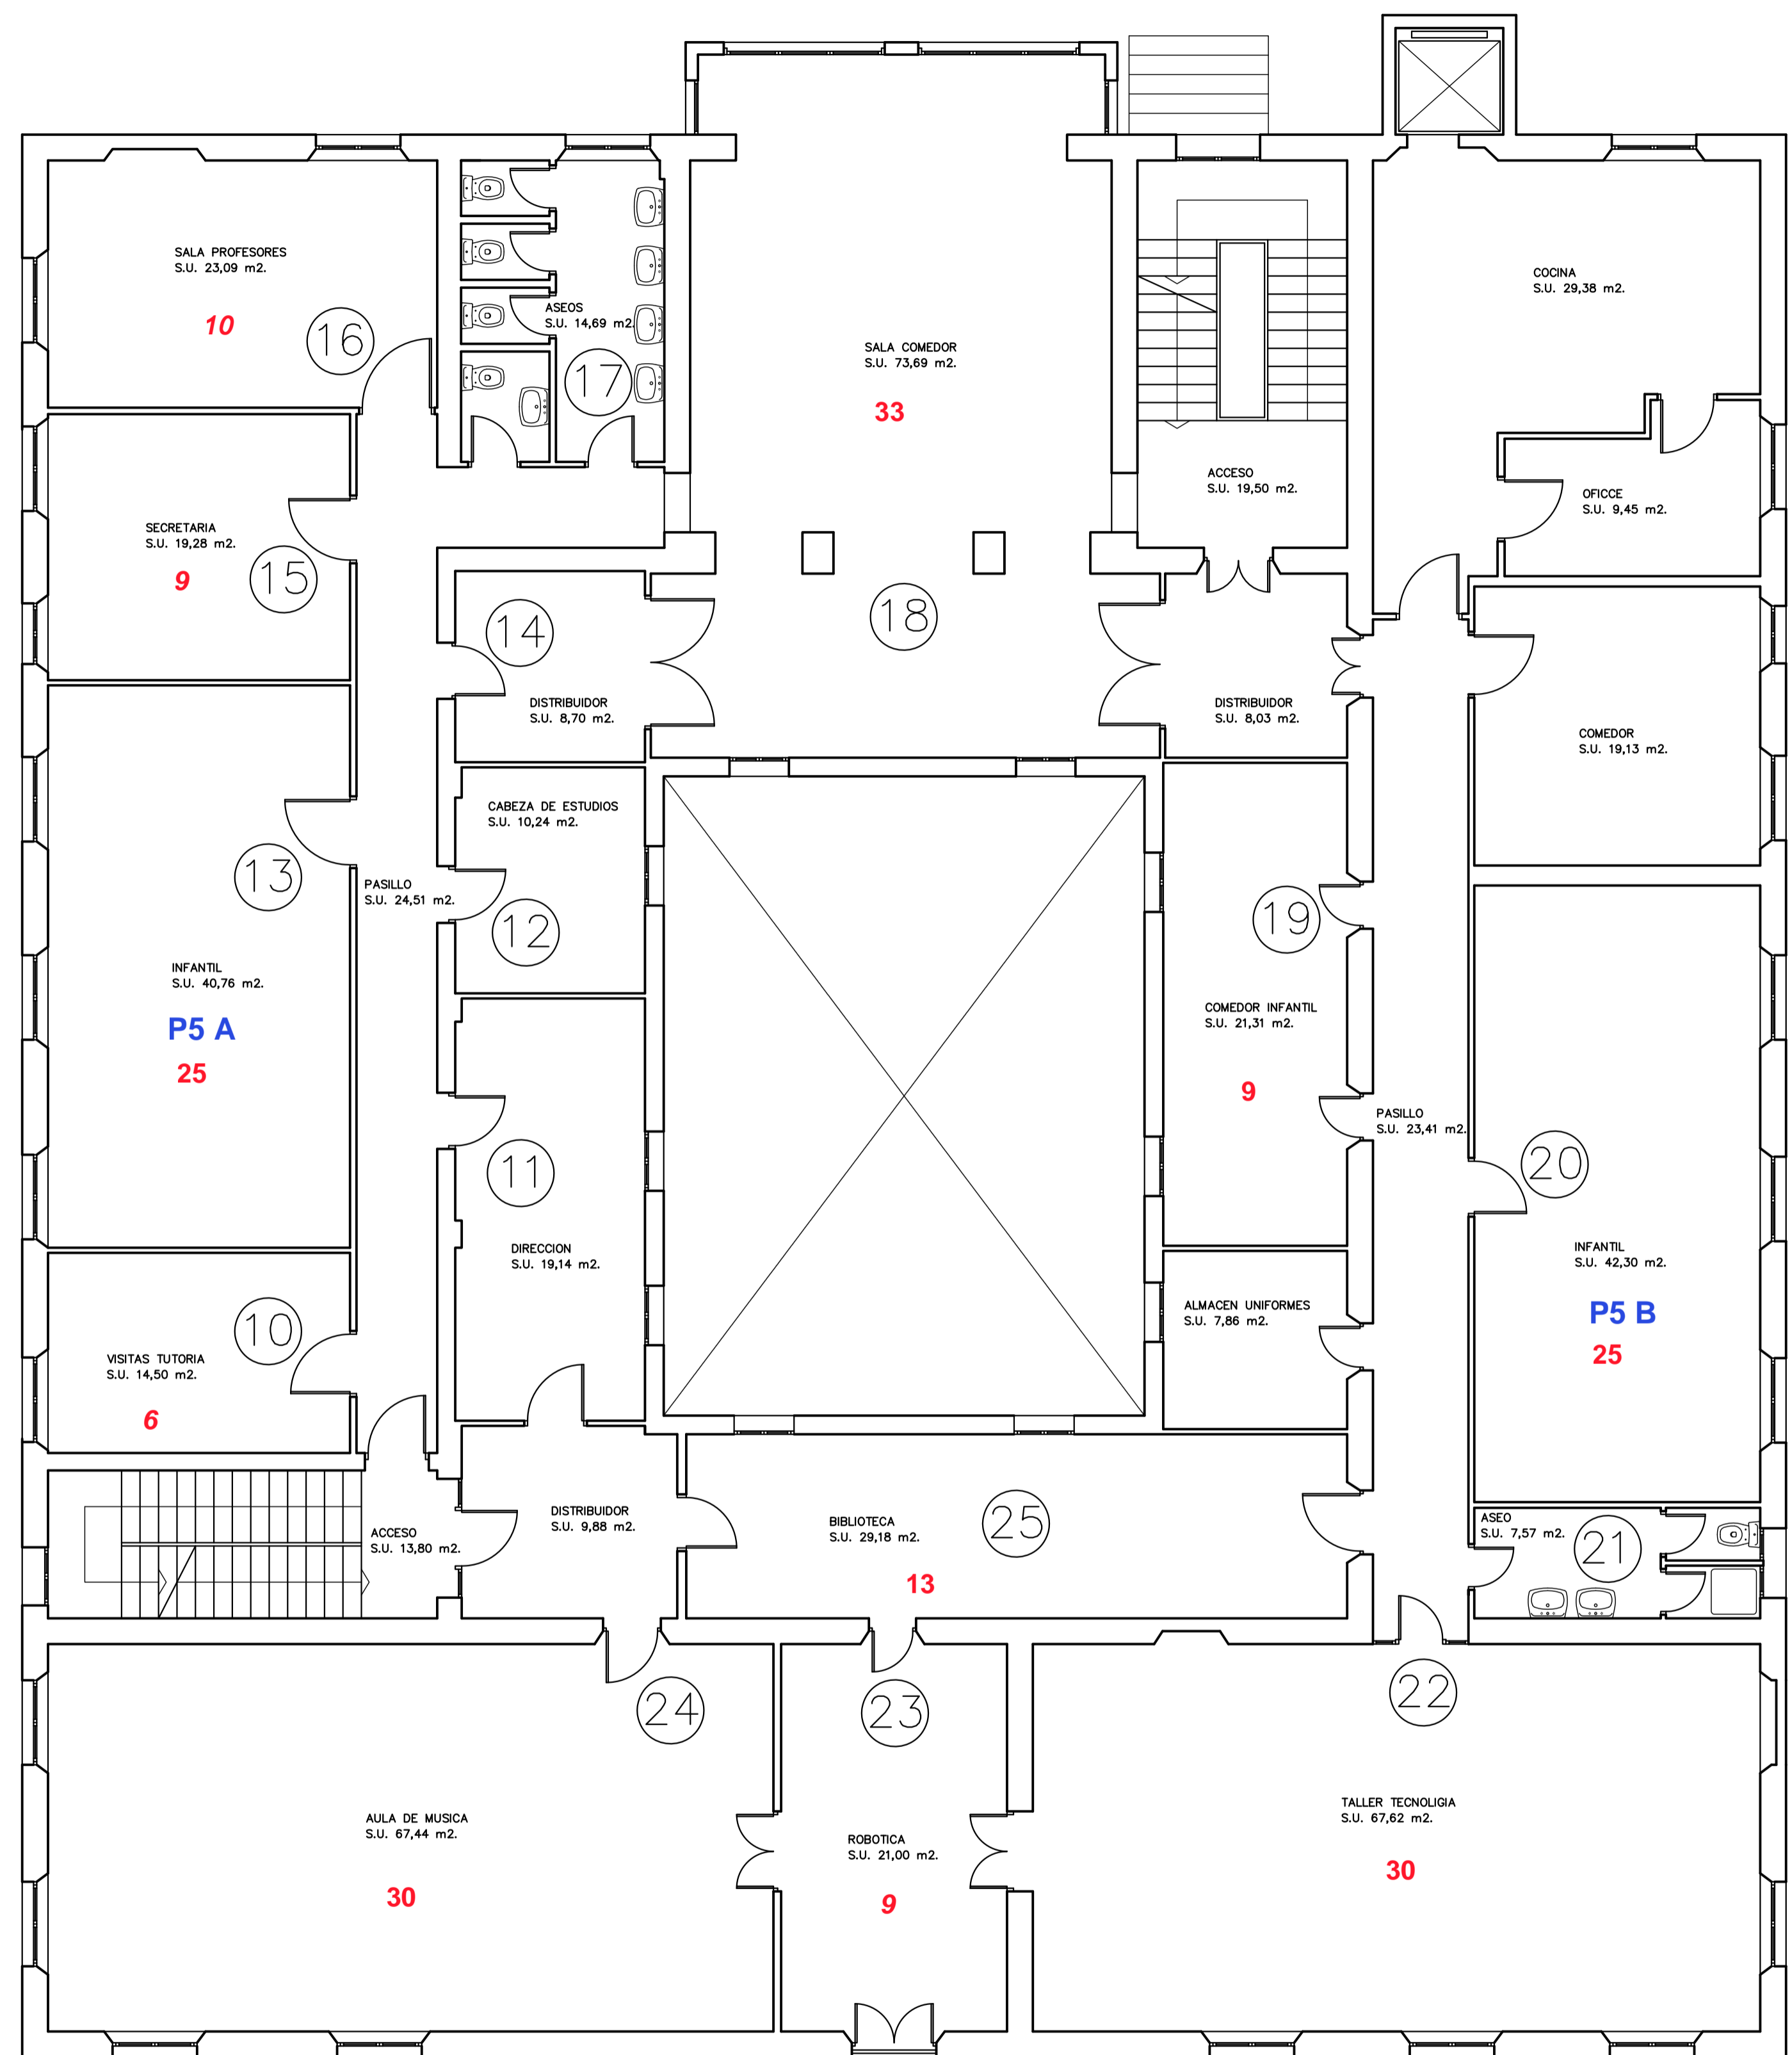 SALA PROFESORES
S.U. 23,09 m2.
10
16
ASEOS
S.U. 14,69 m2.
17
SALA COMEDOR
S.U. 73,69 m2.
33
COCINA
S.U. 29,38 m2.
ACCESO
S.U. 19,50 m2.
OFICCE
S.U. 9,45 m2.
SECRETARIA
S.U. 19,28 m2.
9
15
14
18
DISTRIBUIDOR
S.U. 8,70 m2.
DISTRIBUIDOR
S.U. 8,03 m2.
COMEDOR
S.U. 19,13 m2.
CABEZA DE ESTUDIOS
S.U. 10,24 m2.
13
PASILLO
S.U. 24,51 m2.
12
19
INFANTIL
S.U. 40,76 m2.
P5 A
25
COMEDOR INFANTIL
S.U. 21,31 m2.
9
PASILLO
S.U. 23,41 m2.
11
20
DIRECCION
S.U. 19,14 m2.
INFANTIL
S.U. 42,30 m2.
P5 B
25
10
VISITAS TUTORIA
S.U. 14,50 m2.
6
ALMACEN UNIFORMES
S.U. 7,86 m2.
ACCESO
S.U. 13,80 m2.
DISTRIBUIDOR
S.U. 9,88 m2.
BIBLIOTECA
S.U. 29,18 m2.
25
13
ASEO
S.U. 7,57 m2.
21
24
23
22
AULA DE MUSICA
S.U. 67,44 m2.
30
ROBOTICA
S.U. 21,00 m2.
9
TALLER TECNOLIGIA
S.U. 67,62 m2.
30